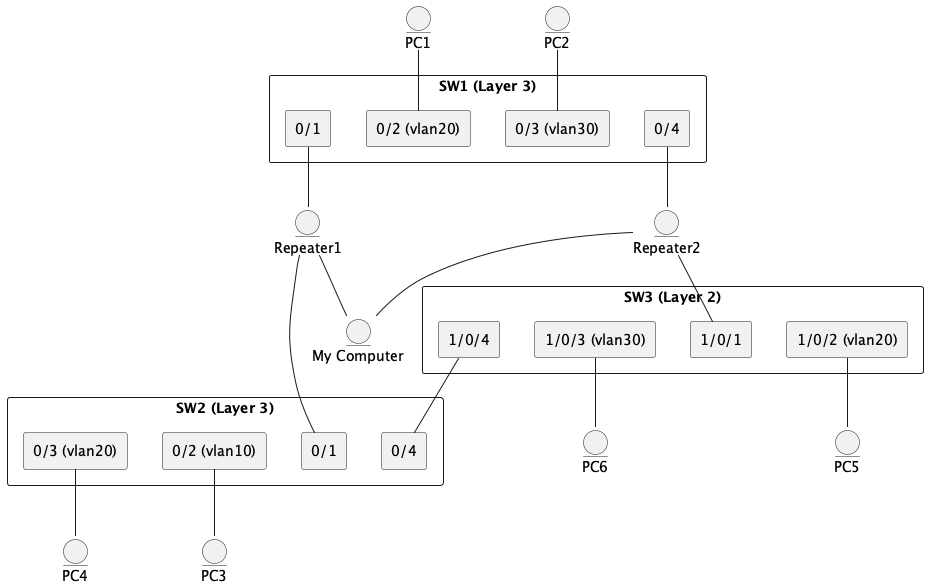 PC1
PC2
SW1 (Layer 3)
0/1
0/2 (vlan20)
0/3 (vlan30)
0/4
Repeater1
Repeater2
SW3 (Layer 2)
1/0/4
1/0/3 (vlan30)
1/0/1
1/0/2 (vlan20)
My Computer
SW2 (Layer 3)
0/3 (vlan20)
0/2 (vlan10)
0/1
0/4
PC6
PC5
PC4
PC3